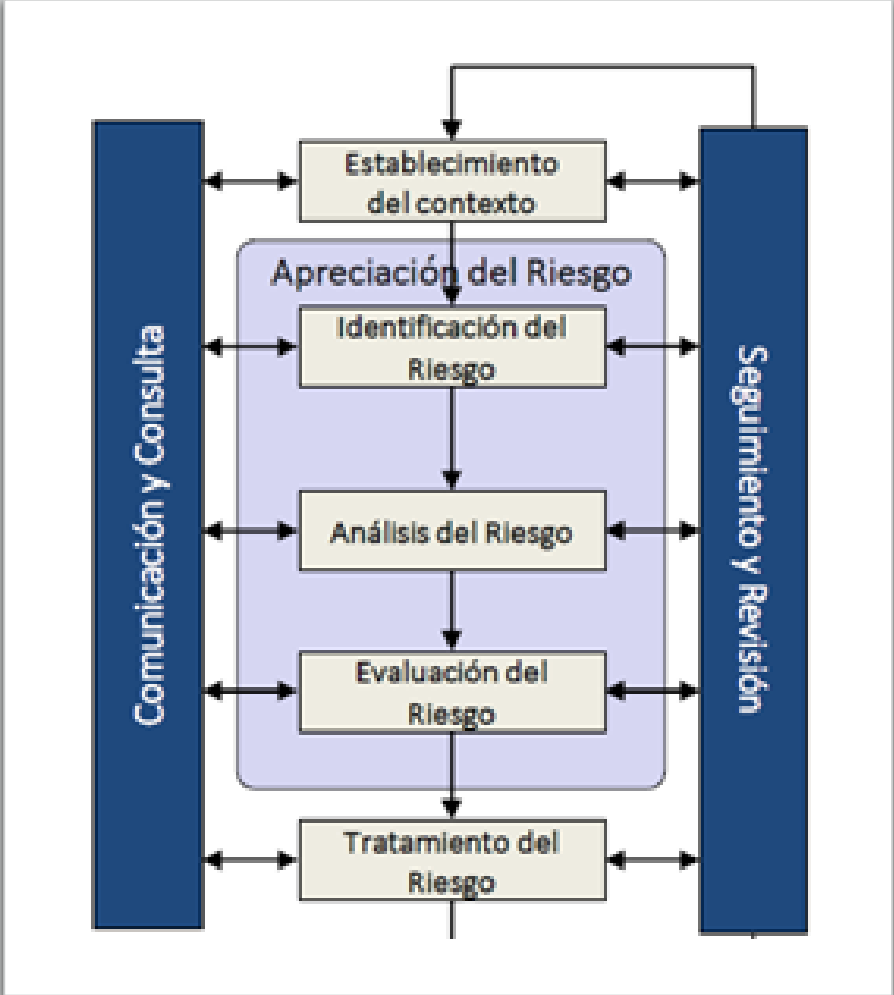 Establecimiento
del contexto
Apreciación del Riesgo
Identificación del
Riesgo
Análisis del Riesgo
Evaluación del
Riesgo
Tratamiento del
Riesgo
Comunicación y Consulta
Seguimiento y Revisión